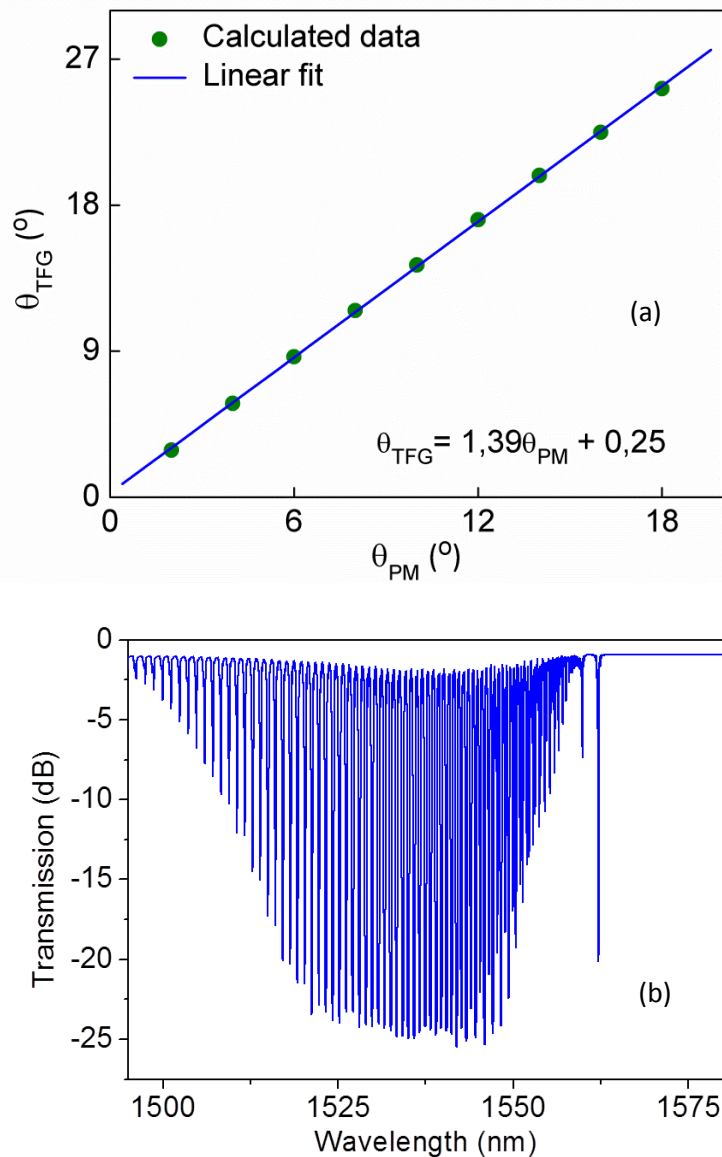 27
18
9
0
θTFG (o)
Calculated data
Linear fit
(a)
θTFG= 1,39θPM + 0,25
0 6 12 18
θPM (o)
0
-5
-10
-15
-20
-25
Transmission (dB)
(b)
1500 1525 1550 1575
Wavelength (nm)